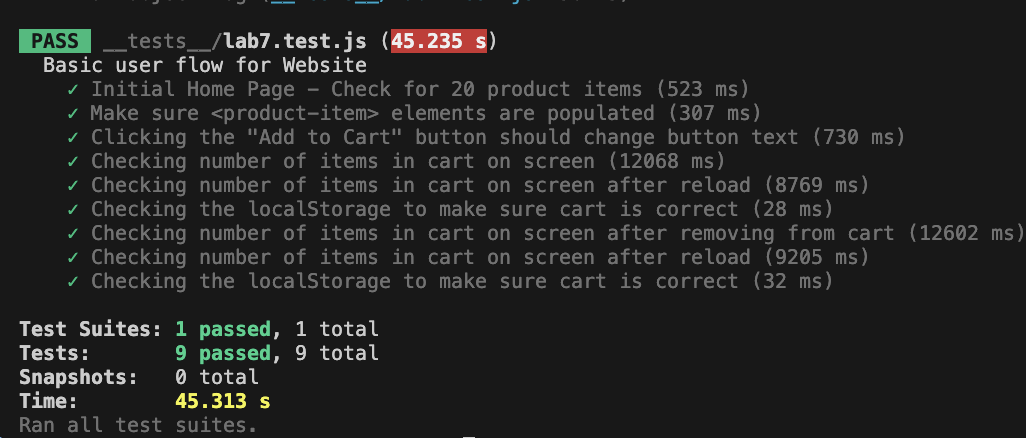 PASS __tests__/lab7.test.js (45.235 s)
Basic user flow for Website
✓ Initial Home Page – Check for 20 product items (523 ms)
✓ Make sure <product-item> elements are populated (307 ms)
✓ Clicking the "Add to Cart" button should change button text (730 ms)
✓ Checking number of items in cart on screen (12068 ms)
✓ Checking number of items in cart on screen after reload (8769 ms)
✓ Checking the localStorage to make sure cart is correct (28 ms)
✓ Checking number of items in cart on screen after removing from cart (12602 ms)
✓ Checking number of items in cart on screen after reload (9205 ms)
✓ Checking the localStorage to make sure cart is correct (32 ms)
Test Suites: 1 passed, 1 total
Tests: 9 passed, 9 total
Snapshots: 0 total
Time: 45.313 s
Ran all test suites.